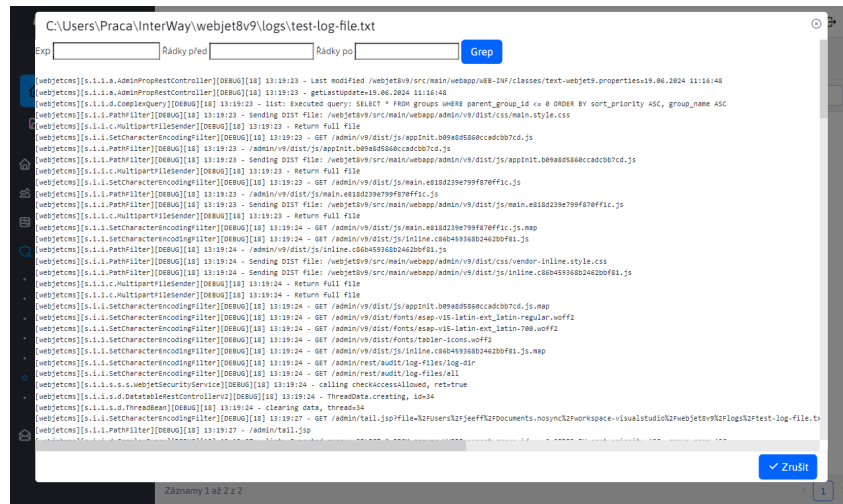 C:\Users\Praca\InterWay\webjet8v9\logs\test-log-file.txt
Exp Řádky před Řádky po Grep
[webjetcms][s.i.i.a.AdminPropRestController][DEBUG][18] 13:19:23 - Last modified /webjet8v9/src/main/webapp/WEB-INF/classes/text-webjet9.properties=19.06.2024 11:16:48
[webjetcms][s.i.i.a.AdminPropRestController][DEBUG][18] 13:19:23 - getLastUpdate=19.06.2024 11:16:48
[webjetcms][s.i.i.d.ComplexQuery][DEBUG][18] 13:19:23 - list: Executed query: SELECT * FROM groups WHERE parent_group_id <= 0 ORDER BY sort_priority ASC, group_name ASC
[webjetcms][s.i.i.PathFilter][DEBUG][18] 13:19:23 - Sending DIST file: /webjet8v9/src/main/webapp/admin/v9/dist/css/main.style.css
[webjetcms][s.i.i.c.MultipartFileSender][DEBUG][18] 13:19:23 - Return full file
[webjetcms][s.i.i.SetCharacterEncodingFilter][DEBUG][18] 13:19:23 - GET /admin/v9/dist/js/appInit.b09a8d5860ccadcbb7cd.js
[webjetcms][s.i.i.PathFilter][DEBUG][18] 13:19:23 - /admin/v9/dist/js/appInit.b09a8d5860ccadcbb7cd.js
[webjetcms][s.i.i.PathFilter][DEBUG][18] 13:19:23 - Sending DIST file: /webjet8v9/src/main/webapp/admin/v9/dist/js/appInit.b09a8d5860ccadcbb7cd.js
[webjetcms][s.i.i.c.MultipartFileSender][DEBUG][18] 13:19:23 - Return full file
[webjetcms][s.i.i.SetCharacterEncodingFilter][DEBUG][18] 13:19:23 - GET /admin/v9/dist/js/main.e818d239e799f870ff1c.js
[webjetcms][s.i.i.PathFilter][DEBUG][18] 13:19:23 - /admin/v9/dist/js/main.e818d239e799f870ff1c.js
[webjetcms][s.i.i.PathFilter][DEBUG][18] 13:19:23 - Sending DIST file: /webjet8v9/src/main/webapp/admin/v9/dist/js/main.e818d239e799f870ff1c.js
[webjetcms][s.i.i.c.MultipartFileSender][DEBUG][18] 13:19:23 - Return full file
[webjetcms][s.i.i.SetCharacterEncodingFilter][DEBUG][18] 13:19:24 - GET /admin/v9/dist/js/main.e818d239e799f870ff1c.js.map
[webjetcms][s.i.i.SetCharacterEncodingFilter][DEBUG][18] 13:19:24 - GET /admin/v9/dist/js/inline.c86b459368b2462bbf81.js
[webjetcms][s.i.i.PathFilter][DEBUG][18] 13:19:24 - /admin/v9/dist/js/inline.c86b459368b2462bbf81.js
[webjetcms][s.i.i.PathFilter][DEBUG][18] 13:19:24 - Sending DIST file: /webjet8v9/src/main/webapp/admin/v9/dist/css/vendor-inline.style.css
[webjetcms][s.i.i.PathFilter][DEBUG][18] 13:19:24 - Sending DIST file: /webjet8v9/src/main/webapp/admin/v9/dist/js/inline.c86b459368b2462bbf81.js
[webjetcms][s.i.i.c.MultipartFileSender][DEBUG][18] 13:19:24 - Return full file
[webjetcms][s.i.i.c.MultipartFileSender][DEBUG][18] 13:19:24 - Return full file
[webjetcms][s.i.i.SetCharacterEncodingFilter][DEBUG][18] 13:19:24 - GET /admin/v9/dist/js/appInit.b09a8d5860ccadcbb7cd.js.map
[webjetcms][s.i.i.SetCharacterEncodingFilter][DEBUG][18] 13:19:24 - GET /admin/v9/dist/fonts/asap-v15-latin-ext_latin-regular.woff2
[webjetcms][s.i.i.SetCharacterEncodingFilter][DEBUG][18] 13:19:24 - GET /admin/v9/dist/fonts/asap-v15-latin-ext_latin-700.woff2
[webjetcms][s.i.i.SetCharacterEncodingFilter][DEBUG][18] 13:19:24 - GET /admin/v9/dist/fonts/tabler-icons.woff2
[webjetcms][s.i.i.SetCharacterEncodingFilter][DEBUG][18] 13:19:24 - GET /admin/v9/dist/js/inline.c86b459368b2462bbf81.js.map
[webjetcms][s.i.i.SetCharacterEncodingFilter][DEBUG][18] 13:19:24 - GET /admin/rest/audit/log-files/log-dir
[webjetcms][s.i.i.SetCharacterEncodingFilter][DEBUG][18] 13:19:24 - GET /admin/rest/audit/log-files/all
[webjetcms][s.i.i.s.s.s.WebjetSecurityService][DEBUG][18] 13:19:24 - calling checkAccessAllowed, ret=true
[webjetcms][s.i.i.s.d.DatatableRestControllerV2][DEBUG][18] 13:19:24 - ThreadData.creating, id=34
[webjetcms][s.i.i.s.d.ThreadBean][DEBUG][18] 13:19:24 - clearing data, thread=34
[webjetcms][s.i.i.SetCharacterEncodingFilter][DEBUG][18] 13:19:27 - GET /admin/tail.jsp?file=%2FUsers%2Fjeeff%2FDocuments.nosync%2Fworkspace-visualstudio%2Fwebjet8v9%2Flogs%2Ftest-log-file.tx
[webjetcms][s.i.i.PathFilter][DEBUG][18] 13:19:27 - /admin/tail.jsp
Zrušit
Záznamy 1 až 2 z 2
1